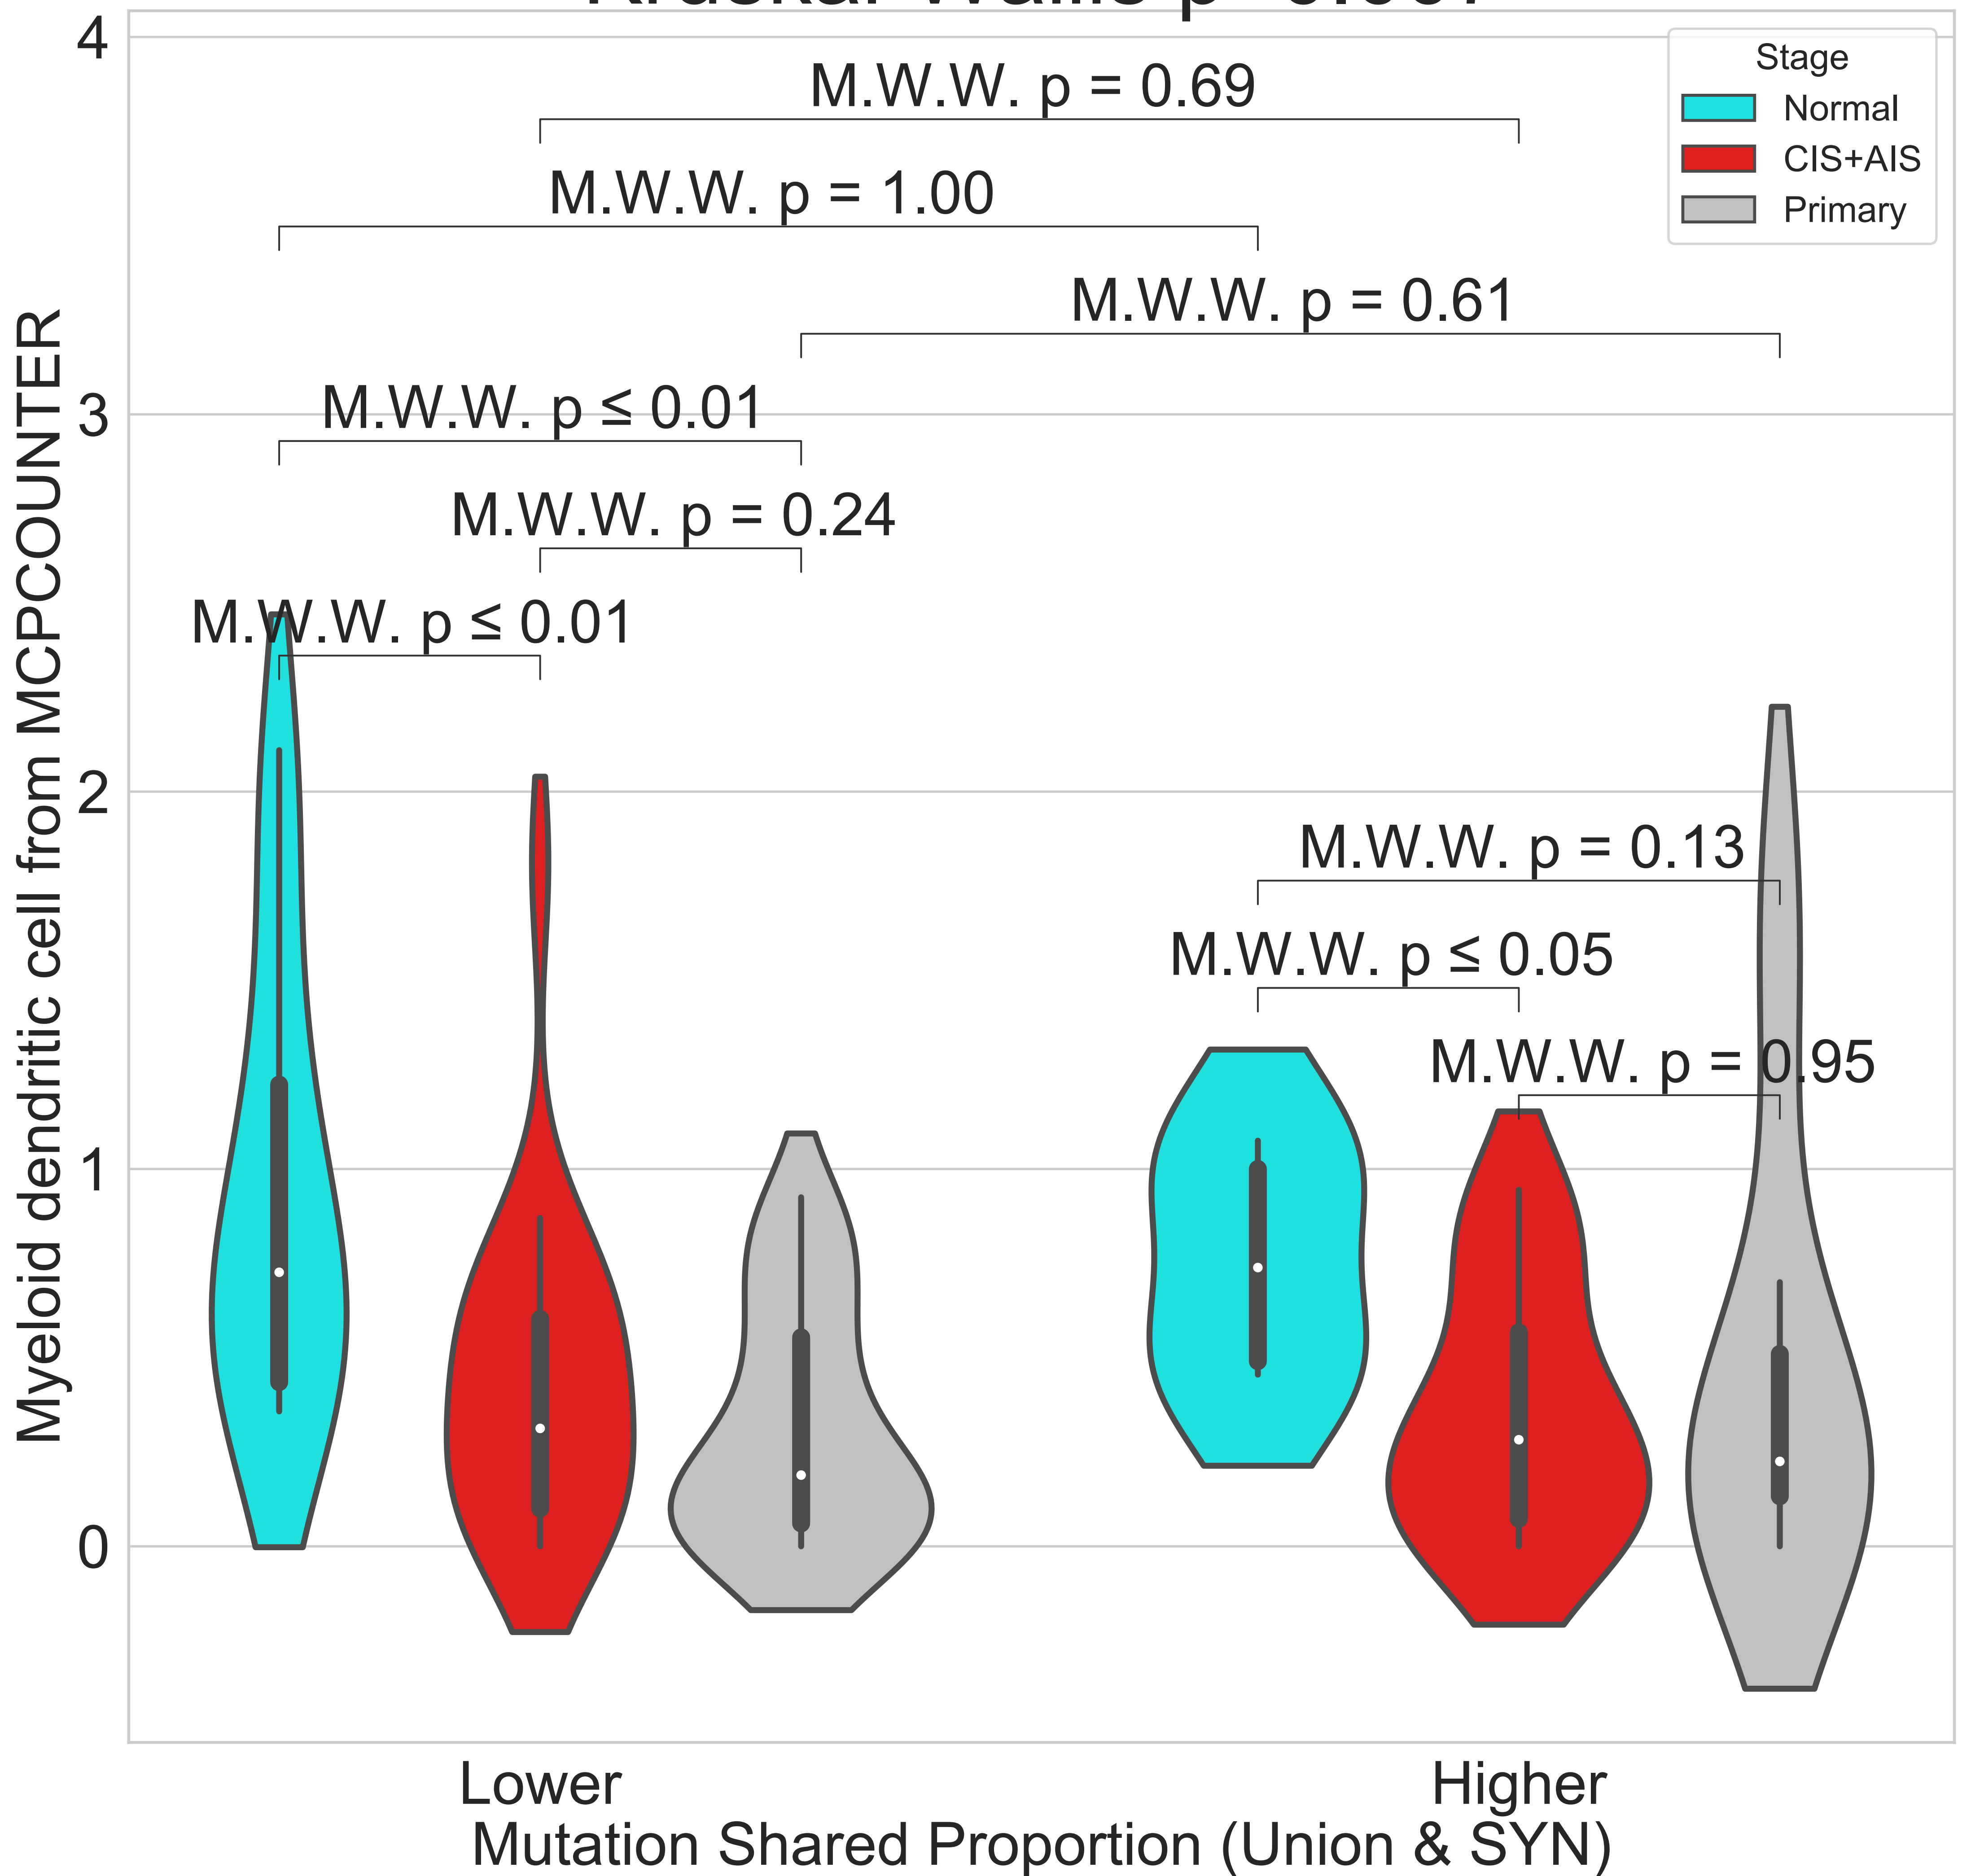 4
Stage
Normal
CIS+AIS
Primary
M.W.W. p = 0.69
M.W.W. p = 1.00
M.W.W. p = 0.61
3
M.W.W. p ≤ 0.01
M.W.W. p = 0.24
M.W.W. p ≤ 0.01
2
M.W.W. p = 0.13
M.W.W. p ≤ 0.05
M.W.W. p = 0.95
1
0
Myeloid dendritic cell from MCPCOUNTER
Lower
Higher
Mutation Shared Proportion (Union & SYN)